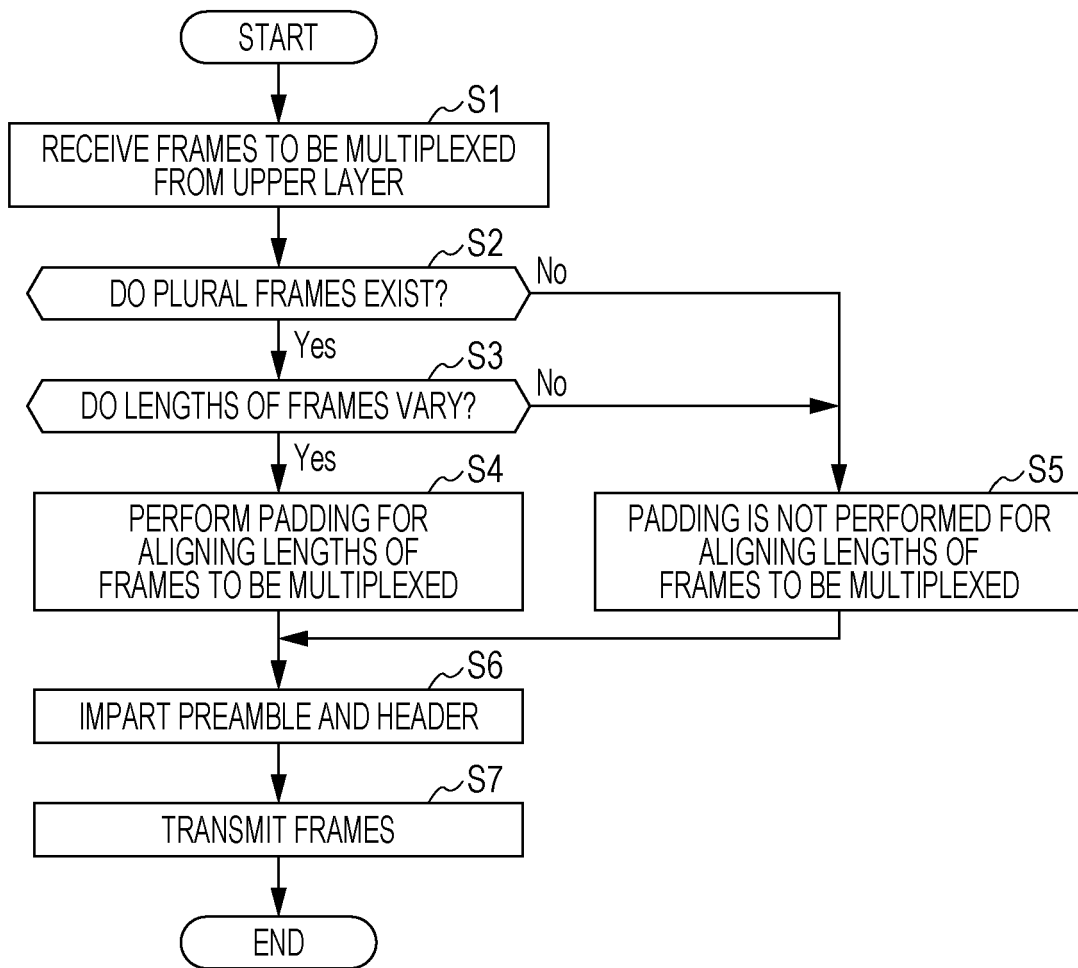 START
S1
RECEIVE FRAMES TO BE MULTIPLEXED
FROM UPPER LAYER
S2
DO PLURAL FRAMES EXIST?
No
Yes
S3
DO LENGTHS OF FRAMES VARY?
No
Yes
S4
PERFORM PADDING FOR
ALIGNING LENGTHS OF
FRAMES TO BE MULTIPLEXED
S5
PADDING IS NOT PERFORMED FOR
ALIGNING LENGTHS OF
FRAMES TO BE MULTIPLEXED
S6
IMPART PREAMBLE AND HEADER
S7
TRANSMIT FRAMES
END